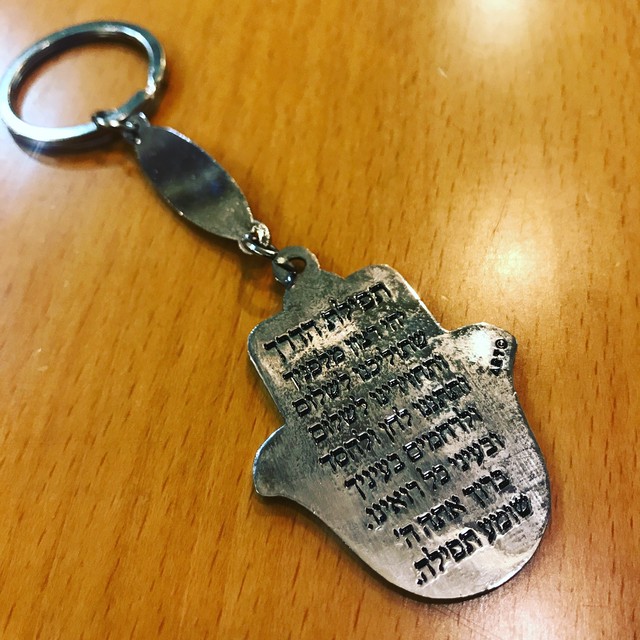 תפילת הדרך
יהי רצון מלפניך
שתוליכנו לשלום
ותחזירנו לשלום
ותתננו לחן ולחסד
ולרחמים בעיניך
ובעיני כל רואינו.
ברוך אתה ה'
שומע תפילה.